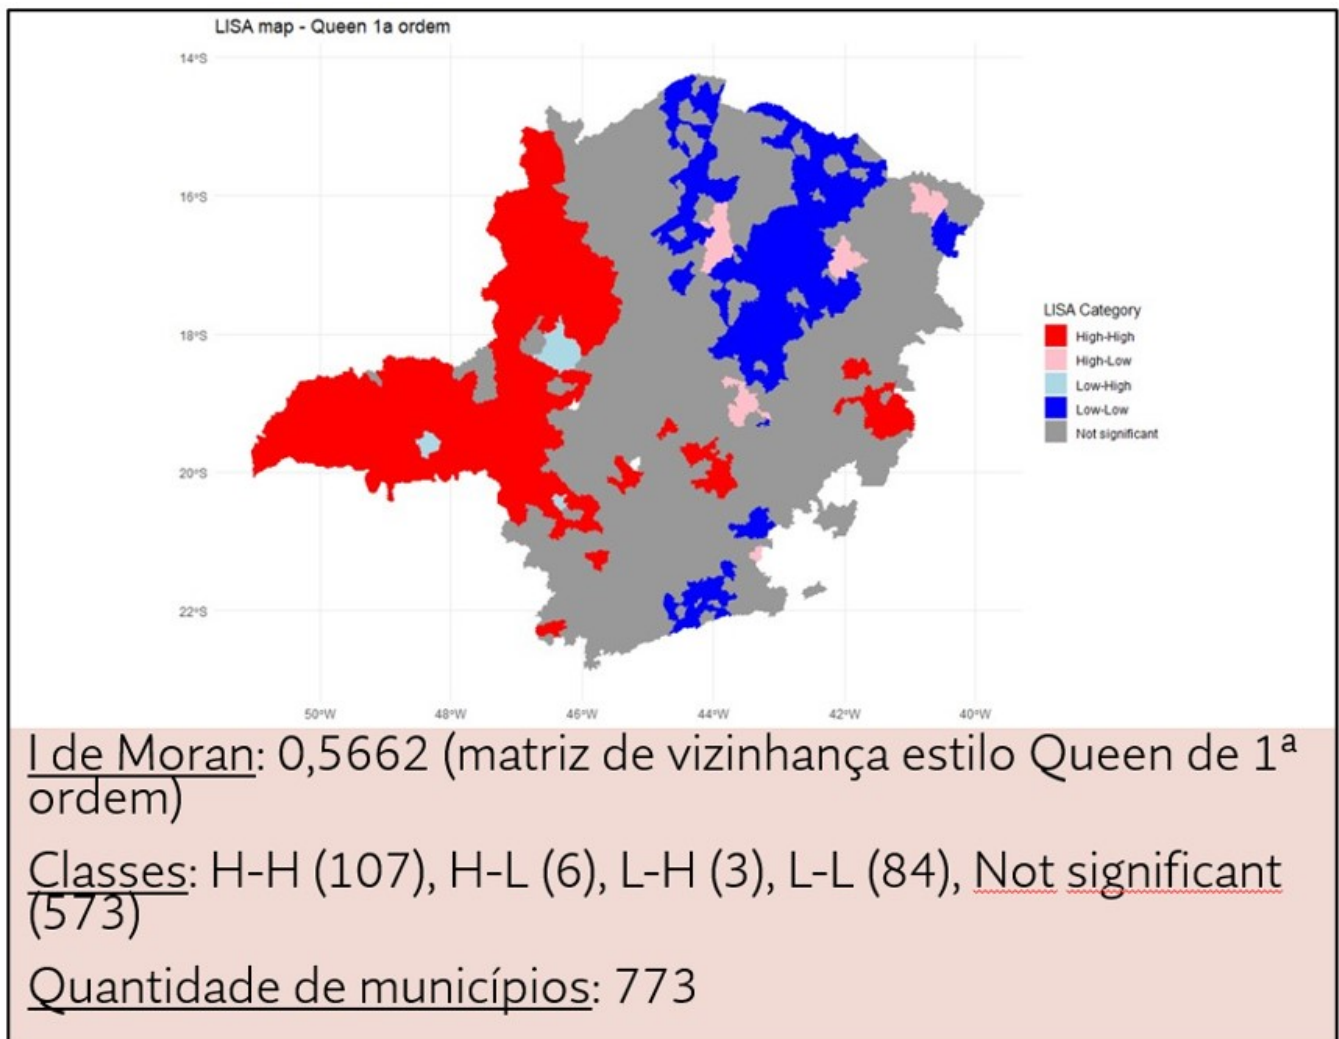 LISA map - Queen 1a ordem
14°S
16°S
18°S
20°S
22°S
50°W 48°W 46°W 44°W 42°W 40°W
LISA Category
High-High
High-Low
Low-High
Low-Low
Not significant
I de Moran: 0,5662 (matriz de vizinhança estilo Queen de 1ª
ordem)
Classes: H-H (107), H-L (6), L-H (3), L-L (84), Not significant
(573)
Quantidade de municípios: 773